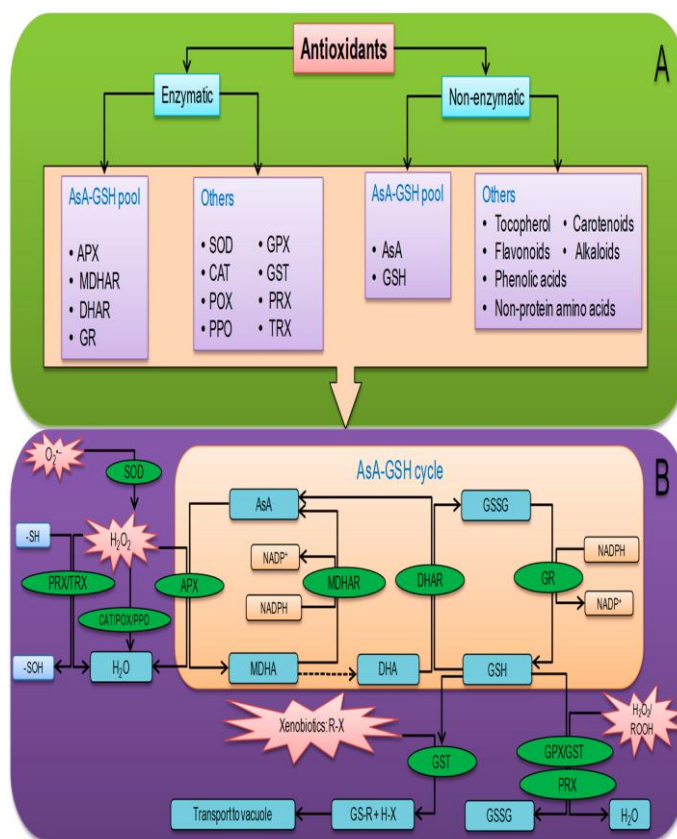 Antioxidants
A
Enzymatic
Non-enzymatic
AsA-GSH pool
• APX
• MDHAR
• DHAR
• GR
Others
• SOD • GPX
• CAT • GST
• POX • PRX
• PPO • TRX
AsA-GSH pool
• AsA
• GSH
Others
• Tocopherol • Carotenoids
• Flavonoids • Alkaloids
• Phenolic acids
• Non-protein amino acids
B
O₂•−
SOD
AsA-GSH cycle
AsA
GSSG
-SH
H₂O₂
NADP⁺
NADPH
PRX/TRX
APX
MDHAR
DHAR
GR
CAT/POX/PPO
NADPH
NADP⁺
-SOH
H₂O
MDHA
DHA
GSH
Xenobiotics: R-X
H₂O₂/
ROOH
GST
GPX/GST
PRX
Transport to vacuole
GS-R + H-X
GSSG
H₂O